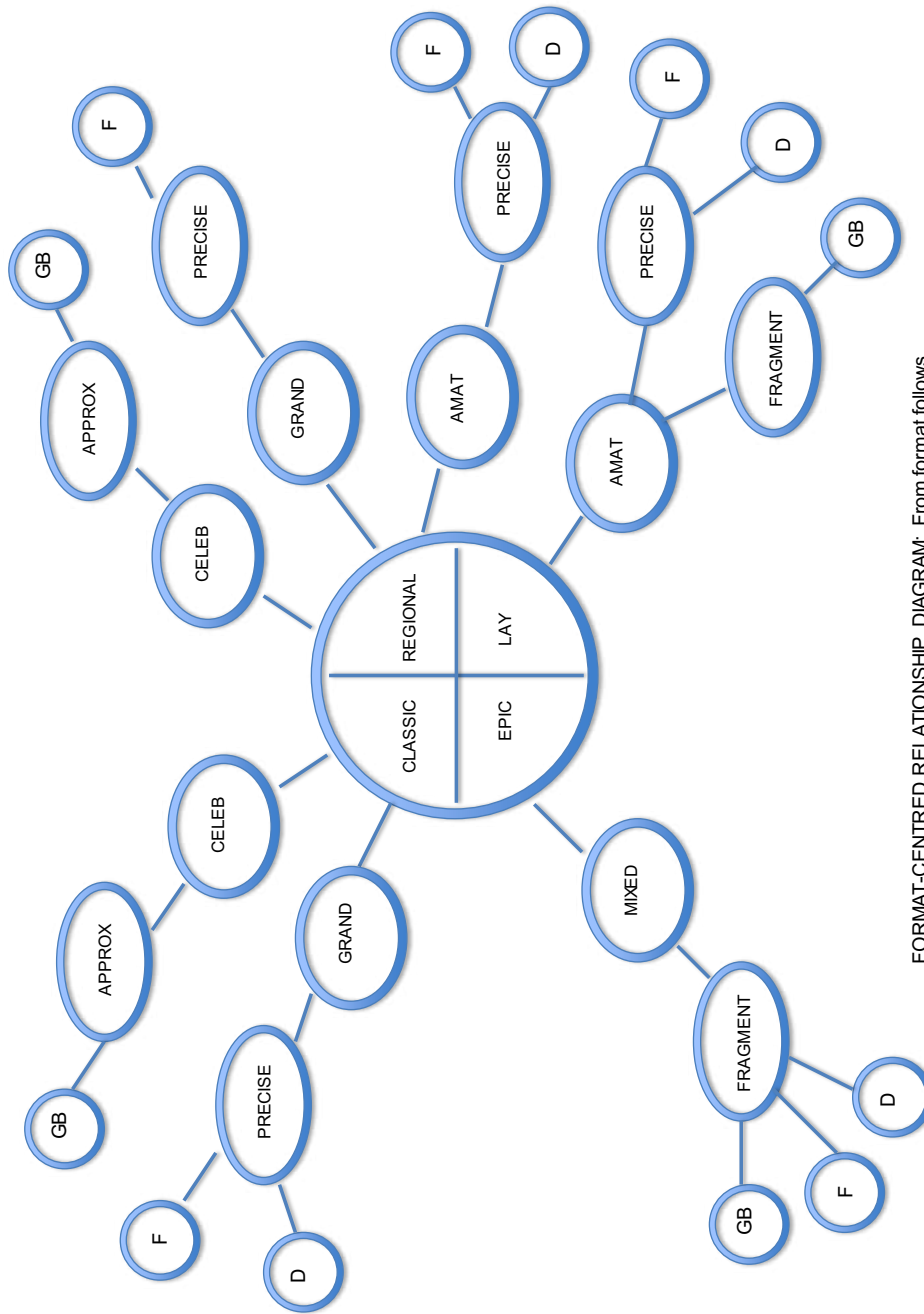 GB
GB
APPROX
APPROX
F
F
CELEB
CELEB
PRECISE
PRECISE
D
GRAND
GRAND
CLASSIC
REGIONAL
F
AMAT
PRECISE
EPIC
LAY
D
MIXED
AMAT
PRECISE
F
GB
FRAGMENT
FRAGMENT
D
F
GB
D
FORMAT-CENTRED RELATIONSHIP DIAGRAM: From format follows